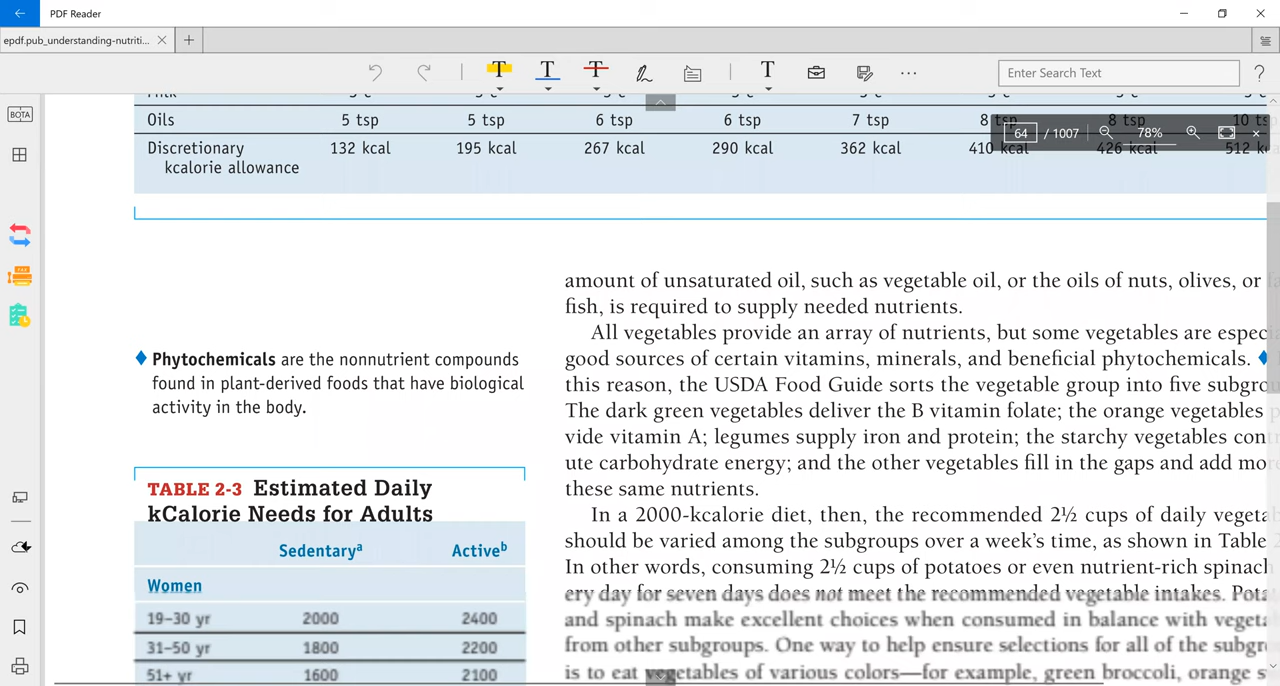 PDF Reader
epdf.pub_understanding-nutriti...
T T T T ...
Enter Search Text
?
BOTA
64 / 1007 78%
Oils 5 tsp 5 tsp 6 tsp 6 tsp 7 tsp 8 tsp 8 tsp 10
Discretionary 132 kcal 195 kcal 267 kcal 290 kcal 362 kcal 410 kcal 426 kcal 512
kcalorie allowance
amount of unsaturated oil, such as vegetable oil, or the oils of nuts, olives, or
fish, is required to supply needed nutrients.
All vegetables provide an array of nutrients, but some vegetables are especi
good sources of certain vitamins, minerals, and beneficial phytochemicals. ◆
this reason, the USDA Food Guide sorts the vegetable group into five subgro
The dark green vegetables deliver the B vitamin folate; the orange vegetables p
vide vitamin A; legumes supply iron and protein; the starchy vegetables cont
ute carbohydrate energy; and the other vegetables fill in the gaps and add mor
these same nutrients.
In a 2000-kcalorie diet, then, the recommended 2½ cups of daily vegeta
should be varied among the subgroups over a week's time, as shown in Table
In other words, consuming 2½ cups of potatoes or even nutrient-rich spinach
ery day for seven days does not meet the recommended vegetable intakes. Pota
and spinach make excellent choices when consumed in balance with vegeta
from other subgroups. One way to help ensure selections for all of the subgr
is to eat vegetables of various colors—for example, green broccoli, orange s
◆ Phytochemicals are the nonnutrient compounds
found in plant-derived foods that have biological
activity in the body.
TABLE 2-3 Estimated Daily
kCalorie Needs for Adults
Sedentaryᵃ Activeᵇ
Women
19–30 yr 2000 2400
31–50 yr 1800 2200
51+ yr 1600 2100